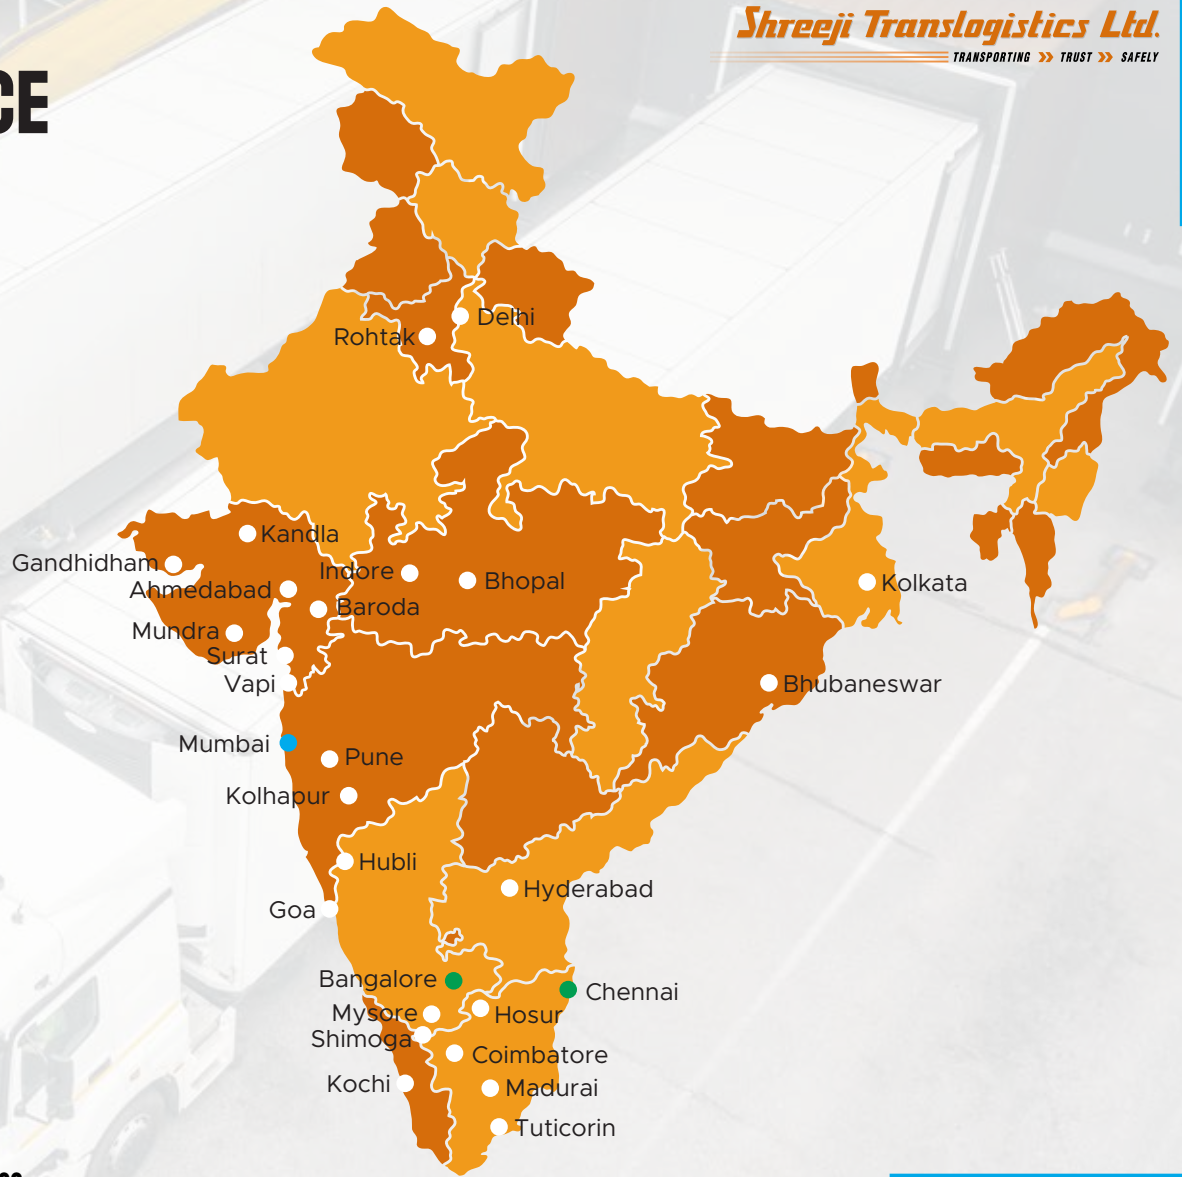 Shreeji Translogistics Ltd.
TRANSPORTING >> TRUST >> SAFELY
CE
Delhi
Rohtak
Kandla
Gandhidham
Indore
Bhopal
Ahmedabad
Kolkata
Baroda
Mundra
Surat
Vapi
Bhubaneswar
Mumbai
Pune
Kolhapur
Hubli
Hyderabad
Goa
Bangalore
Chennai
Mysore
Hosur
Shimoga
Coimbatore
Kochi
Madurai
Tuticorin